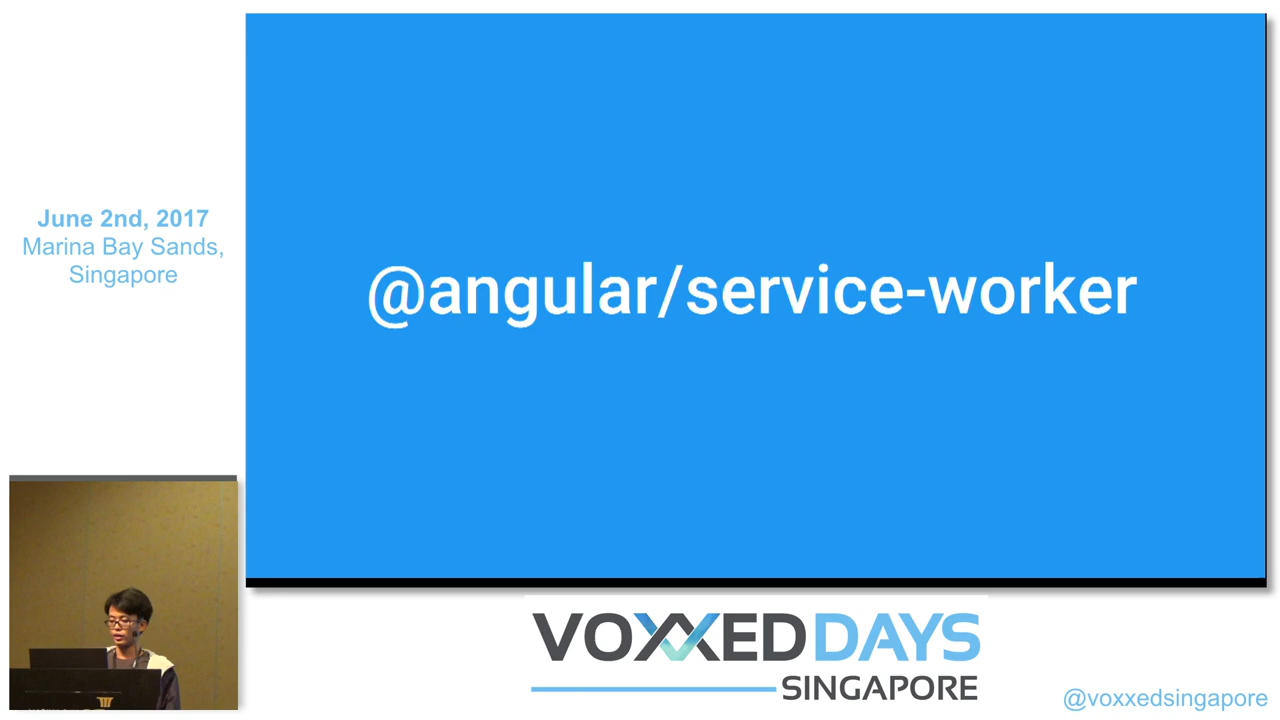 June 2nd, 2017
Marina Bay Sands,
Singapore
@angular/service-worker
VOXXED DAYS
SINGAPORE
@voxxedsingapore